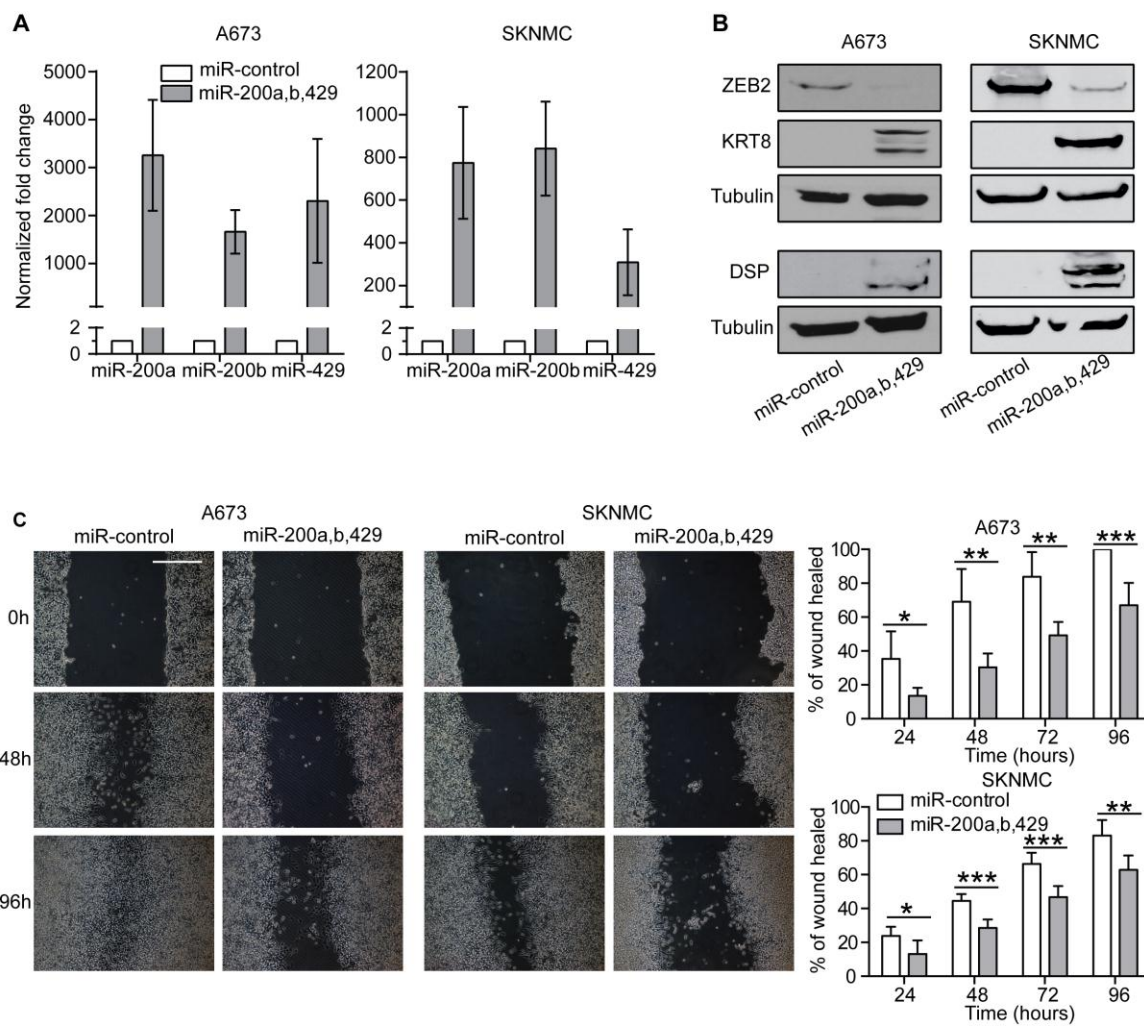 A
A673
SKNMC
miR-control
miR-200a,b,429
Normalized fold change
5000
4000
3000
2000
1000
2
0
miR-200a miR-200b miR-429
1200
1000
800
600
400
200
2
0
miR-200a miR-200b miR-429
B
A673 SKNMC
ZEB2
KRT8
Tubulin
DSP
Tubulin
miR-control
miR-200a,b,429
miR-control
miR-200a,b,429
C
A673 SKNMC
miR-control miR-200a,b,429 miR-control miR-200a,b,429
0h
48h
96h
A673
% of wound healed
100
80
60
40
20
0
* ** ** ***
24 48 72 96
Time (hours)
SKNMC
miR-control
miR-200a,b,429
% of wound healed
100
80
60
40
20
0
* *** *** **
24 48 72 96
Time (hours)